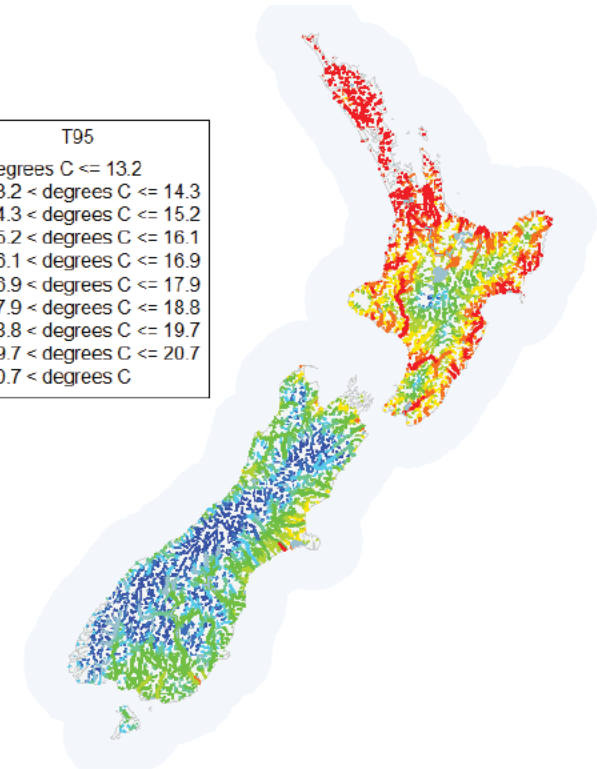 T95
egrees C <= 13.2
3.2 < degrees C <= 14.3
4.3 < degrees C <= 15.2
5.2 < degrees C <= 16.1
6.1 < degrees C <= 16.9
6.9 < degrees C <= 17.9
7.9 < degrees C <= 18.8
8.8 < degrees C <= 19.7
9.7 < degrees C <= 20.7
0.7 < degrees C